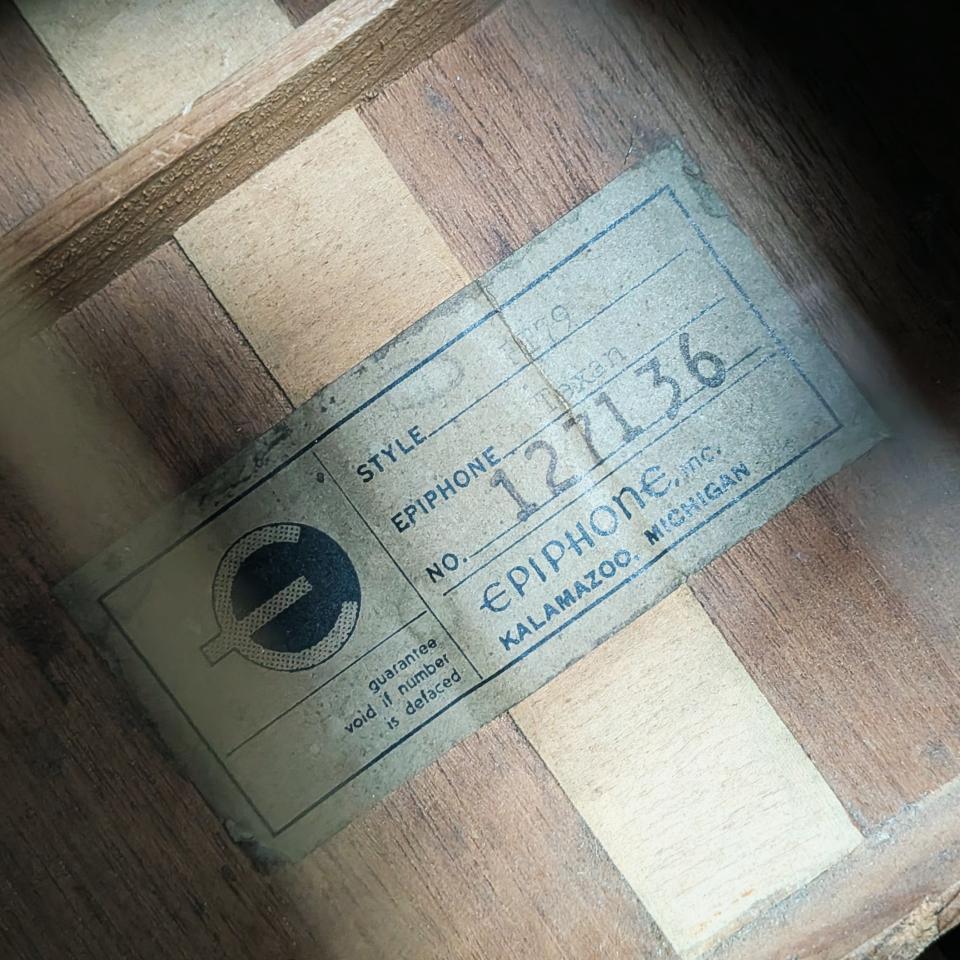 STYLE FT79
EPIPHONE Texan
NO. 127136
EPIPHONE, INC.
KALAMAZOO, MICHIGAN
guarantee
void if number
is defaced